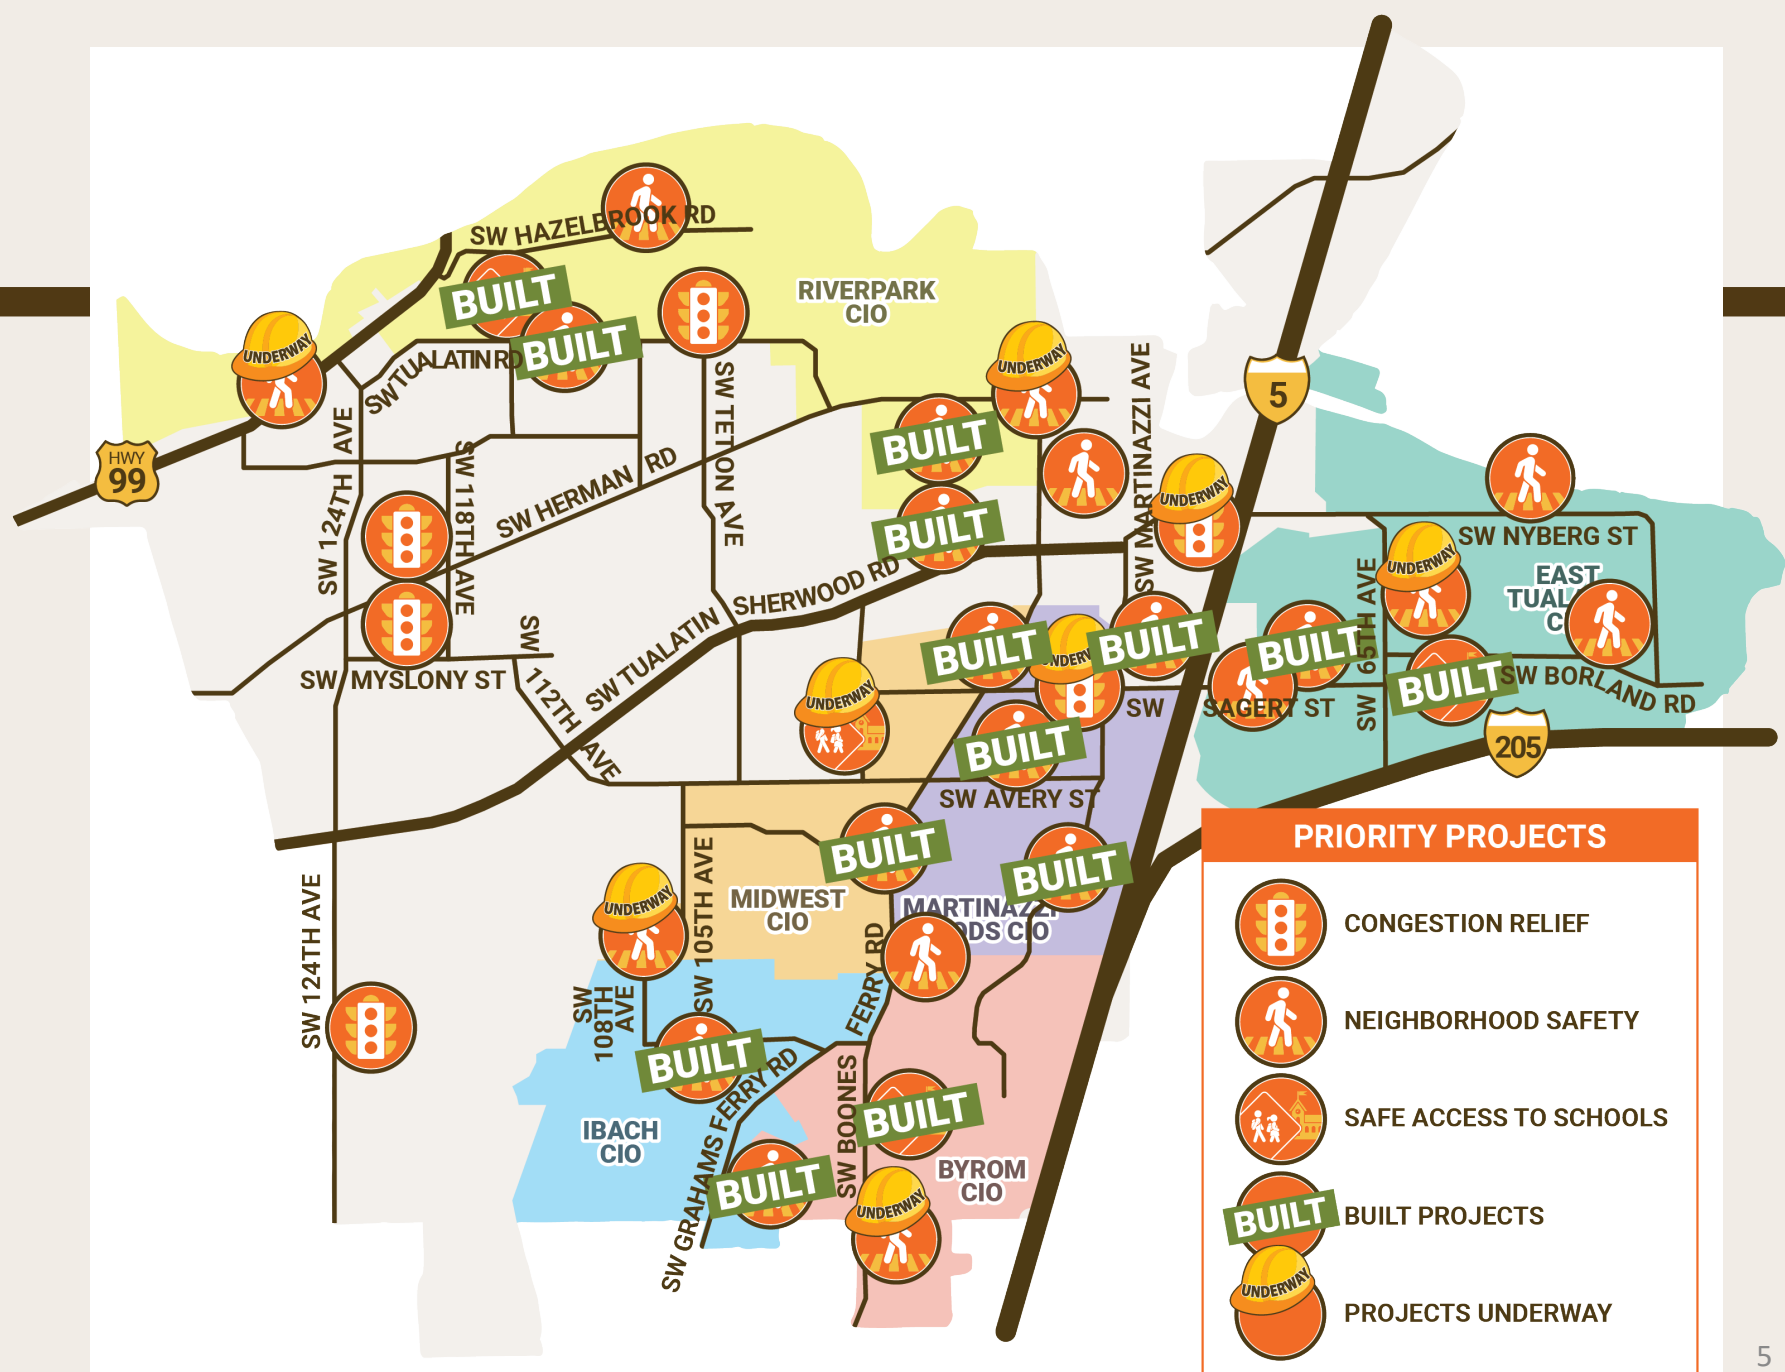 SW HAZELBROOK RD
BUILT
BUILT
RIVERPARK
CIO
UNDERWAY
SW TUALATIN RD
HWY
99
SW 124TH AVE
SW 118TH AVE
SW HERMAN RD
SW TETON AVE
UNDERWAY
BUILT
BUILT
SW MARTINAZZI AVE
UNDERWAY
5
SW NYBERG ST
UNDERWAY
EAST
TUAL
C
SW 65TH AVE
BUILT
SW BORLAND RD
205
BUILT
BUILT
BUILT
UNDERW
SW SAGERT ST
SW TUALATIN SHERWOOD RD
SW MYSLONY ST
SW 112TH AVE
UNDERWAY
BUILT
SW AVERY ST
BUILT
BUILT
MIDWEST
CIO
MARTINAZZI
ODS CIO
SW 105TH AVE
UNDERWAY
SW 124TH AVE
SW
108TH
AVE
BUILT
SW GRAHAMS FERRY RD
SW BOONES FERRY RD
IBACH
CIO
BUILT
BUILT
BYROM
CIO
UNDERWAY
PRIORITY PROJECTS
CONGESTION RELIEF
NEIGHBORHOOD SAFETY
SAFE ACCESS TO SCHOOLS
BUILT
BUILT PROJECTS
UNDERWAY
PROJECTS UNDERWAY
5